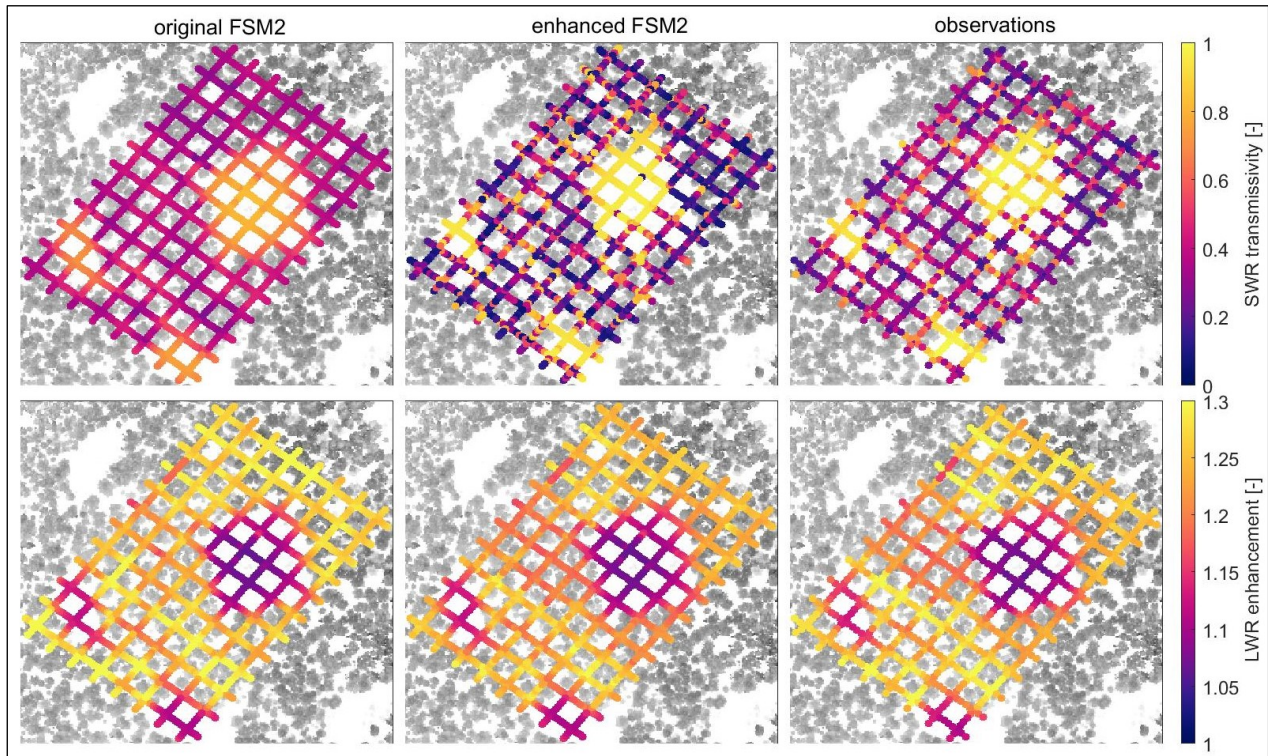 original FSM2
enhanced FSM2
observations
1
0.8
0.6
0.4
0.2
0
SWR transmissivity [-]
1.3
1.25
1.2
1.15
1.1
1.05
1
LWR enhancement [-]